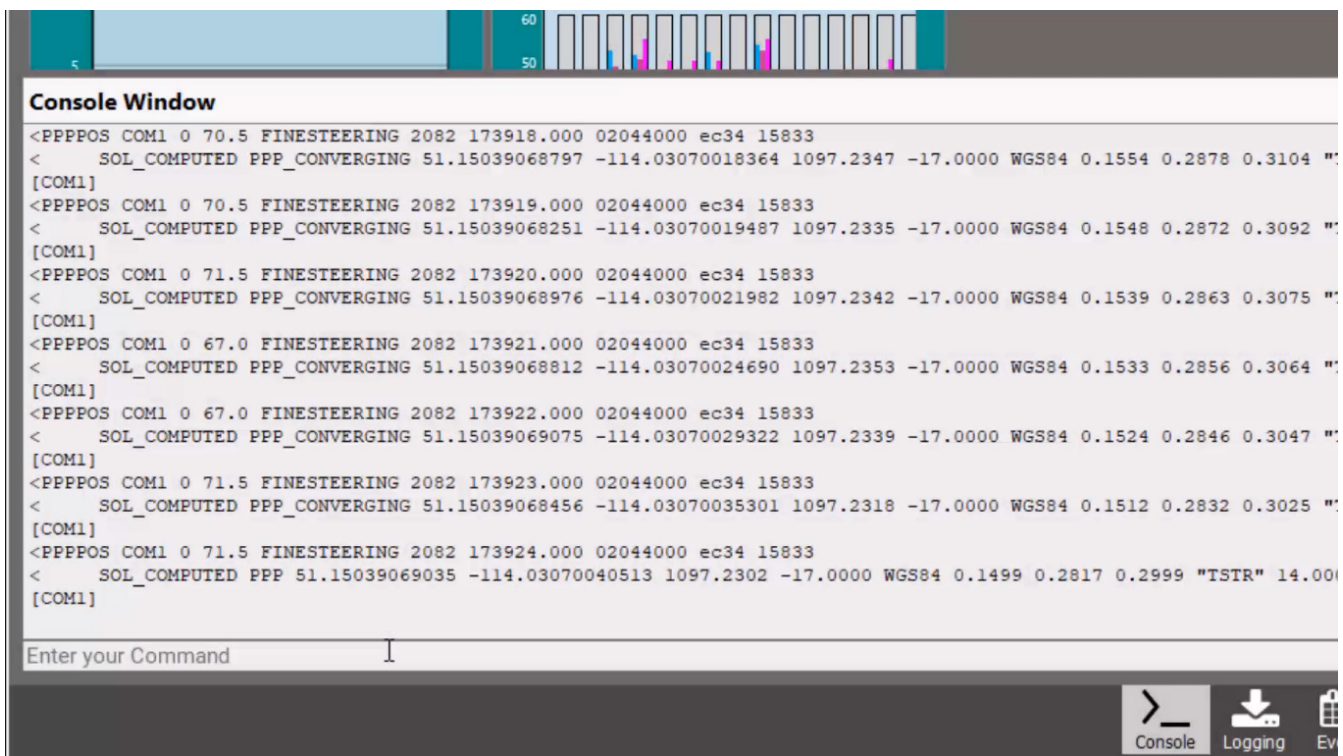 60
5
50
Console Window
<PPPPOS COM1 0 70.5 FINESTEERING 2082 173918.000 02044000 ec34 15833
< SOL_COMPUTED PPP_CONVERGING 51.15039068797 -114.03070018364 1097.2347 -17.0000 WGS84 0.1554 0.2878 0.3104
[COM1]
<PPPPOS COM1 0 70.5 FINESTEERING 2082 173919.000 02044000 ec34 15833
< SOL_COMPUTED PPP_CONVERGING 51.15039068251 -114.03070019487 1097.2335 -17.0000 WGS84 0.1548 0.2872 0.3092
[COM1]
<PPPPOS COM1 0 71.5 FINESTEERING 2082 173920.000 02044000 ec34 15833
< SOL_COMPUTED PPP_CONVERGING 51.15039068976 -114.03070021982 1097.2342 -17.0000 WGS84 0.1539 0.2863 0.3075
[COM1]
<PPPPOS COM1 0 67.0 FINESTEERING 2082 173921.000 02044000 ec34 15833
< SOL_COMPUTED PPP_CONVERGING 51.15039068812 -114.03070024690 1097.2353 -17.0000 WGS84 0.1533 0.2856 0.3064
[COM1]
<PPPPOS COM1 0 67.0 FINESTEERING 2082 173922.000 02044000 ec34 15833
< SOL_COMPUTED PPP_CONVERGING 51.15039069075 -114.03070029322 1097.2339 -17.0000 WGS84 0.1524 0.2846 0.3047
[COM1]
<PPPPOS COM1 0 71.5 FINESTEERING 2082 173923.000 02044000 ec34 15833
< SOL_COMPUTED PPP_CONVERGING 51.15039068456 -114.03070035301 1097.2318 -17.0000 WGS84 0.1512 0.2832 0.3025
[COM1]
<PPPPOS COM1 0 71.5 FINESTEERING 2082 173924.000 02044000 ec34 15833
< SOL_COMPUTED PPP 51.15039069035 -114.03070040513 1097.2302 -17.0000 WGS84 0.1499 0.2817 0.2999 "TSTR" 14.000
[COM1]
Enter your Command
Console
Logging